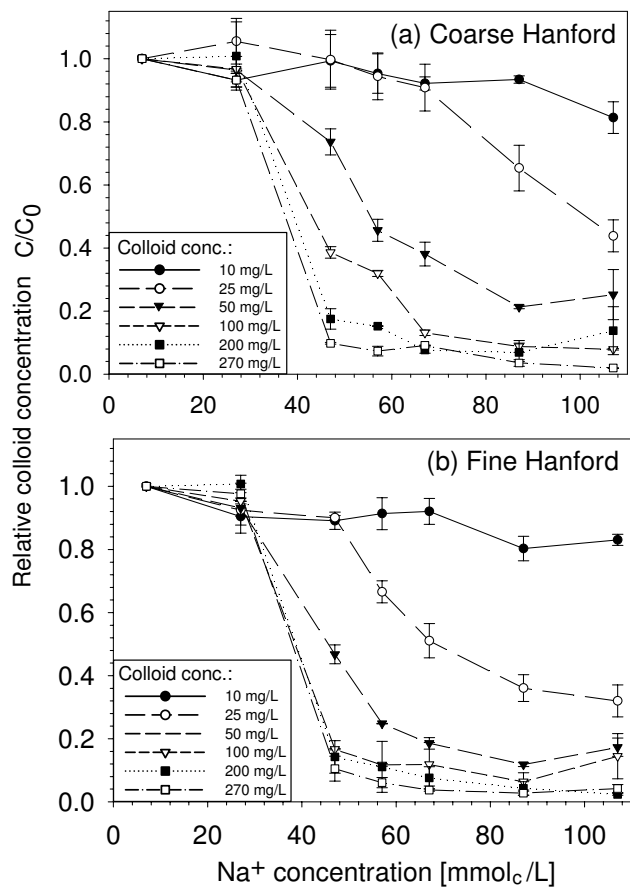 Relative colloid concentration C/C₀
(a) Coarse Hanford
1.0
0.8
0.6
0.4
0.2
0.0
Colloid conc.:
10 mg/L
25 mg/L
50 mg/L
100 mg/L
200 mg/L
270 mg/L
0 20 40 60 80 100
(b) Fine Hanford
1.0
0.8
0.6
0.4
0.2
0.0
Colloid conc.:
10 mg/L
25 mg/L
50 mg/L
100 mg/L
200 mg/L
270 mg/L
0 20 40 60 80 100
Na⁺ concentration [mmol_c/L]